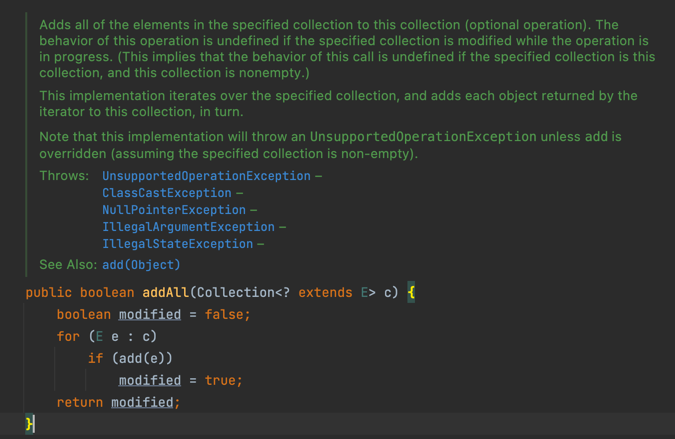 Adds all of the elements in the specified collection to this collection (optional operation). The
behavior of this operation is undefined if the specified collection is modified while the operation is
in progress. (This implies that the behavior of this call is undefined if the specified collection is this
collection, and this collection is nonempty.)
This implementation iterates over the specified collection, and adds each object returned by the
iterator to this collection, in turn.
Note that this implementation will throw an UnsupportedOperationException unless add is
overridden (assuming the specified collection is non-empty).
Throws: UnsupportedOperationException –
ClassCastException –
NullPointerException –
IllegalArgumentException –
IllegalStateException –
See Also: add(Object)
public boolean addAll(Collection<? extends E> c) {
    boolean modified = false;
    for (E e : c)
        if (add(e))
            modified = true;
    return modified;
}